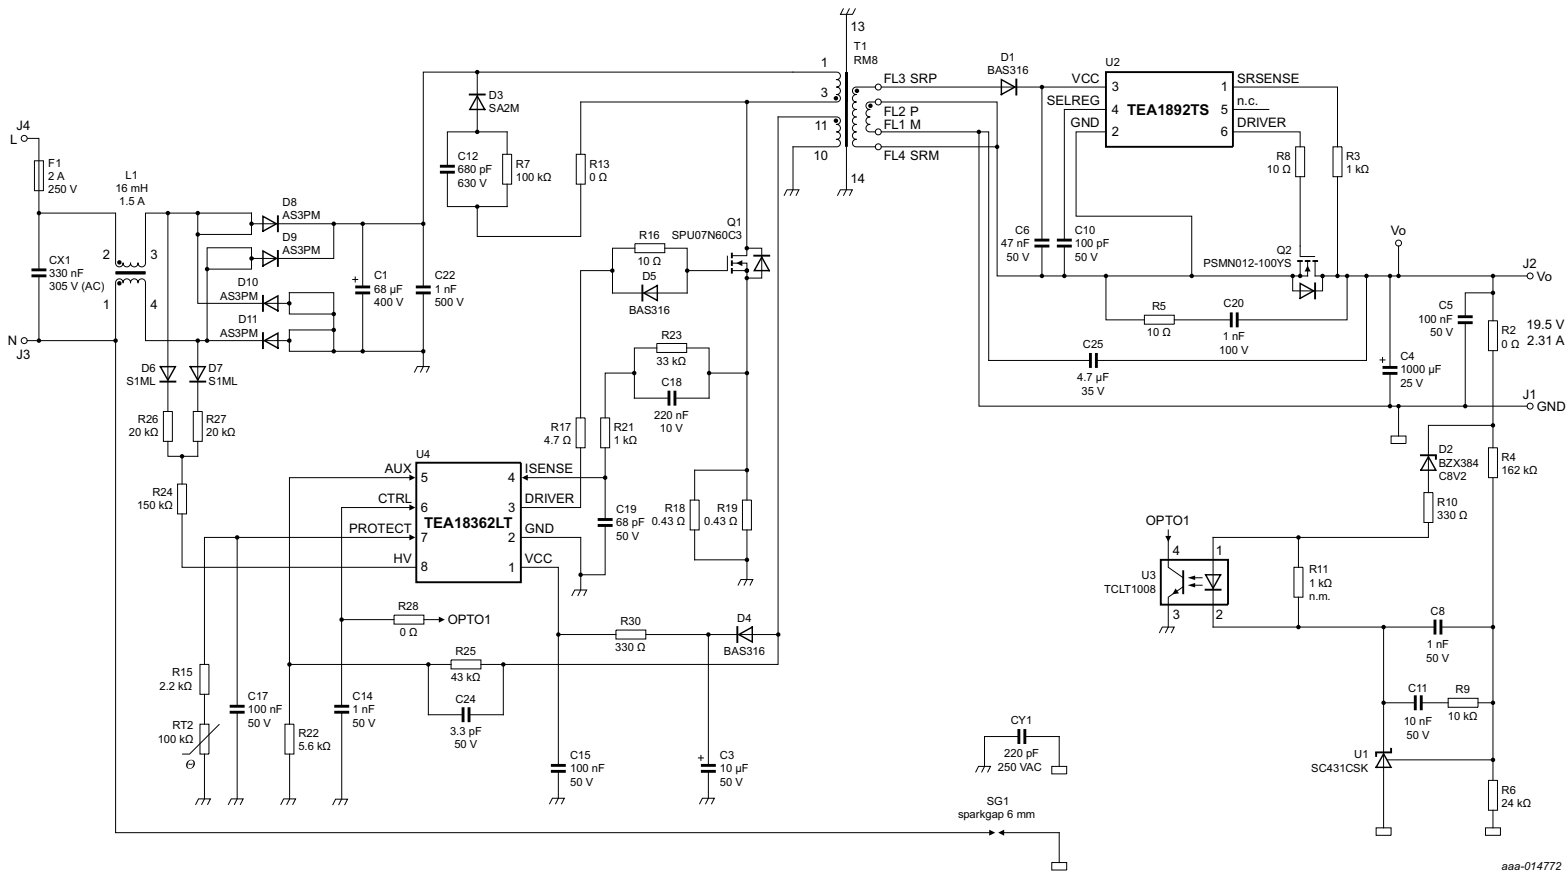 13
T1
RM8
1
3
11
10
14
FL3 SRP
FL2 P
FL1 M
FL4 SRM
D1
BAS316
U2
TEA1892TS
VCC
3
SELREG
4
GND
2
1
SRSENSE
5
n.c.
6
DRIVER
R8
10 Ω
R3
1 kΩ
J4
L
F1
2 A
250 V
L1
16 mH
1.5 A
2
3
1
4
CX1
330 nF
305 V (AC)
N
J3
D8
AS3PM
D9
AS3PM
D10
AS3PM
D11
AS3PM
D3
SA2M
C12
680 pF
630 V
R7
100 kΩ
R13
0 Ω
+
C1
68 µF
400 V
C22
1 nF
500 V
R16
10 Ω
D5
BAS316
Q1
SPU07N60C3
C6
47 nF
50 V
C10
100 pF
50 V
Q2
PSMN012-100YS
Vo
J2
Vo
R5
10 Ω
C20
1 nF
100 V
C25
4.7 µF
35 V
+
C4
1000 µF
25 V
C5
100 nF
50 V
R2
0 Ω
19.5 V
2.31 A
J1
GND
D6
S1ML
D7
S1ML
R26
20 kΩ
R27
20 kΩ
R24
150 kΩ
R23
33 kΩ
C18
220 nF
10 V
R17
4.7 Ω
R21
1 kΩ
U4
TEA18362LT
AUX
5
CTRL
6
PROTECT
7
HV
8
4
ISENSE
3
DRIVER
2
GND
1
VCC
C19
68 pF
50 V
R18
0.43 Ω
R19
0.43 Ω
D2
BZX384
C8V2
R4
162 kΩ
R10
330 Ω
OPTO1
4
1
U3
TCLT1008
3
2
R11
1 kΩ
n.m.
C8
1 nF
50 V
R28
0 Ω
OPTO1
R30
330 Ω
D4
BAS316
R25
43 kΩ
C24
3.3 pF
50 V
R15
2.2 kΩ
RT2
100 kΩ
Θ
C17
100 nF
50 V
R22
5.6 kΩ
C14
1 nF
50 V
C15
100 nF
50 V
+
C3
10 µF
50 V
CY1
220 pF
250 VAC
C11
10 nF
50 V
R9
10 kΩ
U1
SC431CSK
R6
24 kΩ
SG1
sparkgap 6 mm
aaa-014772